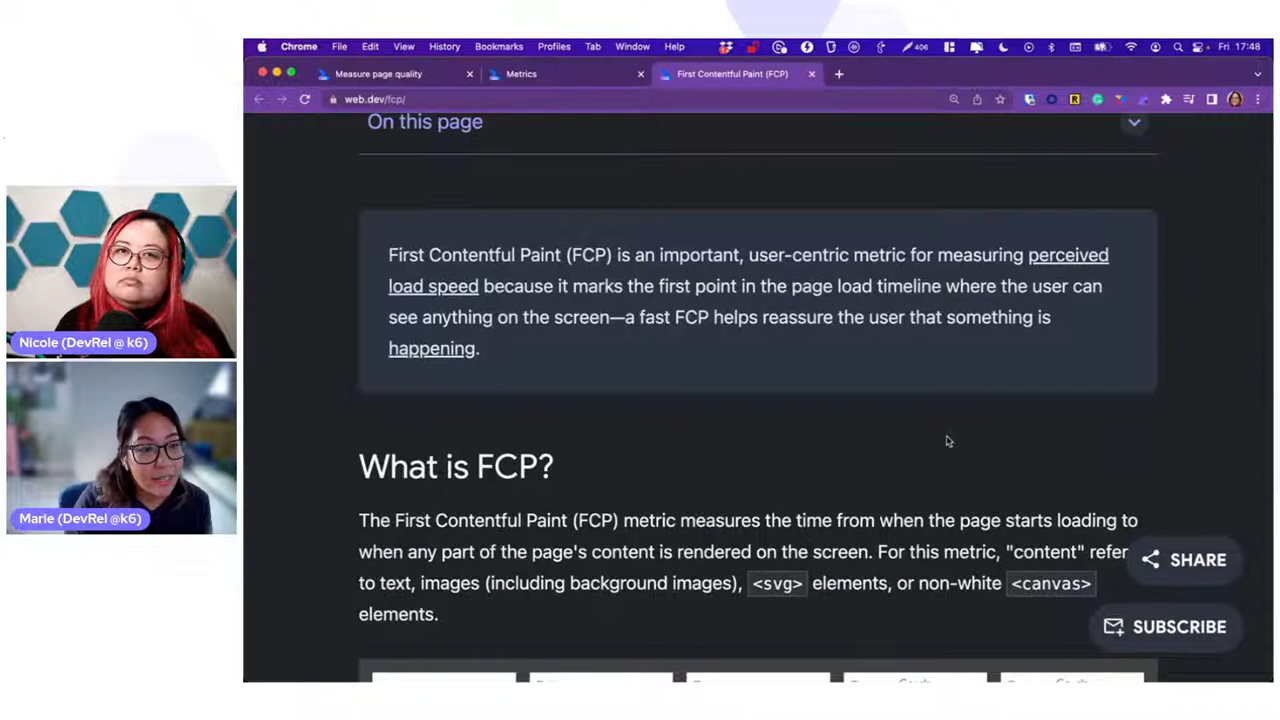 Chrome File Edit View History Bookmarks Profiles Tab Window Help 406 Fri 17:48
Measure page quality Metrics First Contentful Paint (FCP)
web.dev/fcp/
On this page
First Contentful Paint (FCP) is an important, user-centric metric for measuring perceived
load speed because it marks the first point in the page load timeline where the user can
see anything on the screen—a fast FCP helps reassure the user that something is
happening.
What is FCP?
The First Contentful Paint (FCP) metric measures the time from when the page starts loading to
when any part of the page's content is rendered on the screen. For this metric, "content" refer
to text, images (including background images), <svg> elements, or non-white <canvas>
elements.
SHARE
SUBSCRIBE
Nicole (DevRel @ k6)
Marie (DevRel @k6)